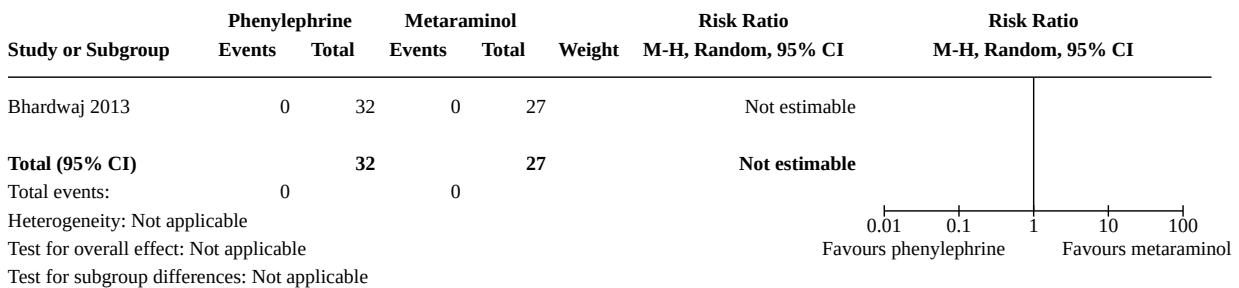 Phenylephrine Metaraminol Risk Ratio Risk Ratio
Study or Subgroup Events Total Events Total Weight M-H, Random, 95% CI M-H, Random, 95% CI
Bhardwaj 2013 0 32 0 27 Not estimable
Total (95% CI) 32 27 Not estimable
Total events: 0 0
Heterogeneity: Not applicable
Test for overall effect: Not applicable
Test for subgroup differences: Not applicable
0.01 0.1 1 10 100
Favours phenylephrine Favours metaraminol